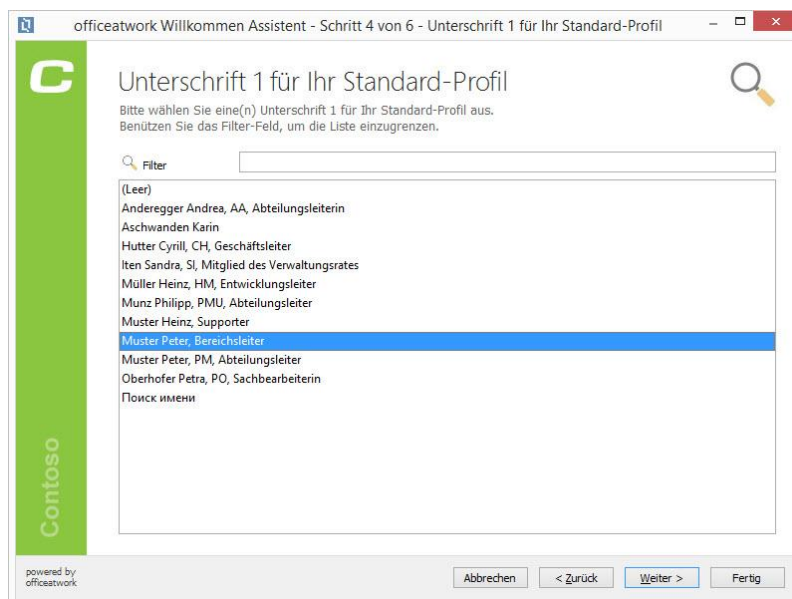 officeatwork Willkommen Assistent - Schritt 4 von 6 - Unterschrift 1 für Ihr Standard-Profil
C
Unterschrift 1 für Ihr Standard-Profil
Bitte wählen Sie eine(n) Unterschrift 1 für Ihr Standard-Profil aus.
Benützen Sie das Filter-Feld, um die Liste einzugrenzen.
Filter
(Leer)
Anderegger Andrea, AA, Abteilungsleiterin
Aschwanden Karin
Hutter Cyrill, CH, Geschäftsleiter
Iten Sandra, SI, Mitglied des Verwaltungsrates
Müller Heinz, HM, Entwicklungsleiter
Munz Philipp, PMU, Abteilungsleiter
Muster Heinz, Supporter
Muster Peter, Bereichsleiter
Muster Peter, PM, Abteilungsleiter
Oberhofer Petra, PO, Sachbearbeiterin
Поиск имени
Contoso
powered by
officeatwork
Abbrechen
< Zurück
Weiter >
Fertig